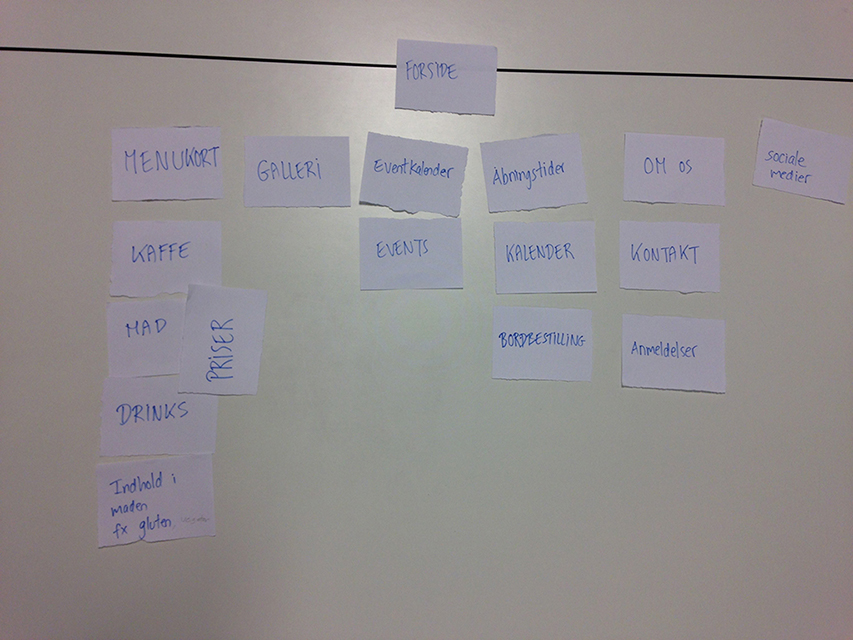 FORSIDE
MENUKORT
GALLERi
Eventkalender
Åbningstider
OM OS
Sociale
medier
KAFFE
EVENTS
KALENDER
KONTAKT
MAD
PRISER
BORDBESTILLING
Anmeldelser
DRINKS
Indhold i
maden
fx gluten